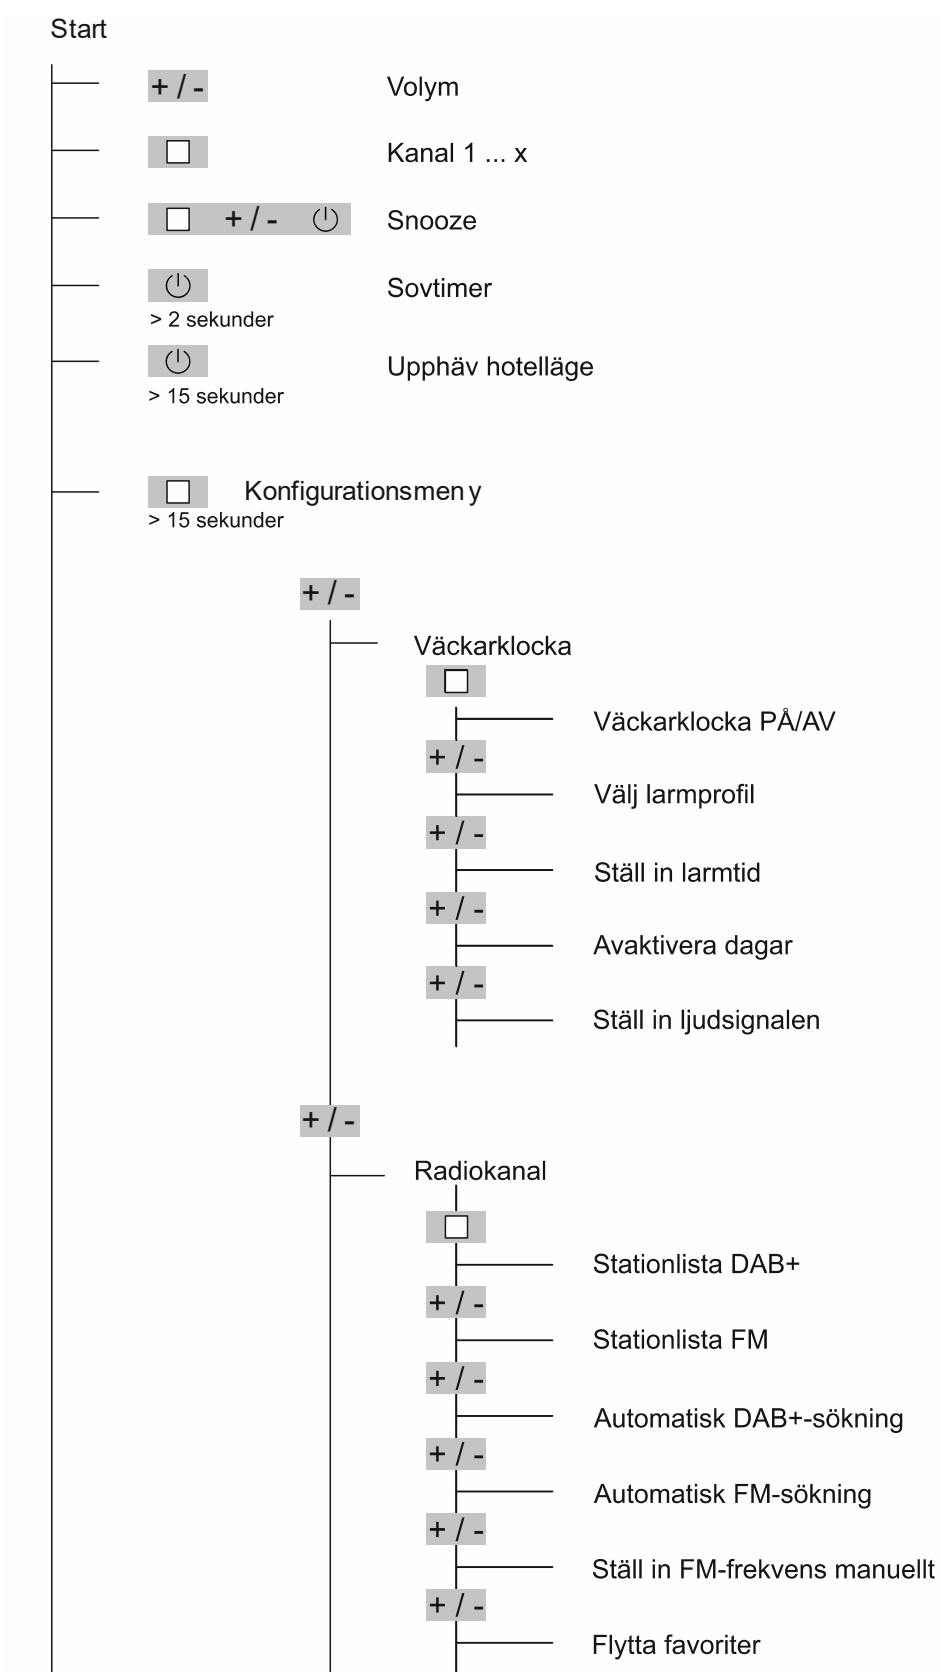 Start
+ / - Volym
Kanal 1 ... x
+ / - Snooze
Sovtimer
> 2 sekunder
Upphäv hotelläge
> 15 sekunder
Konfigurationsmeny
> 15 sekunder
+ / -
Väckarklocka
Väckarklocka PÅ/AV
+ / -
Välj larmprofil
+ / -
Ställ in larmtid
+ / -
Avaktivera dagar
+ / -
Ställ in ljudsignalen
+ / -
Radiokanal
Stationlista DAB+
+ / -
Stationlista FM
+ / -
Automatisk DAB+-sökning
+ / -
Automatisk FM-sökning
+ / -
Ställ in FM-frekvens manuellt
+ / -
Flytta favoriter